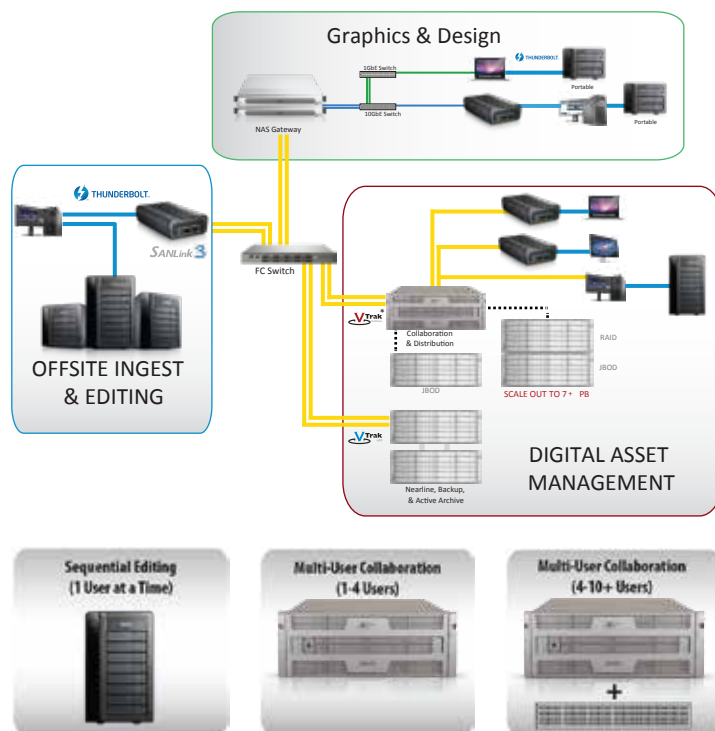 Graphics & Design
1GbE Switch
THUNDERBOLT.
Portable
NAS Gateway
10GbE Switch
Portable
THUNDERBOLT.
SANLink3
FC Switch
OFFSITE INGEST
& EDITING
VTrak
Collaboration
& Distribution
RAID
JBOD
JBOD
SCALE OUT TO 7+ PB
VTrak
Nearline, Backup,
& Active Archive
DIGITAL ASSET
MANAGEMENT
Sequential Editing
(1 User at a Time)
Multi-User Collaboration
(1-4 Users)
Multi-User Collaboration
(4-10+ Users)
+